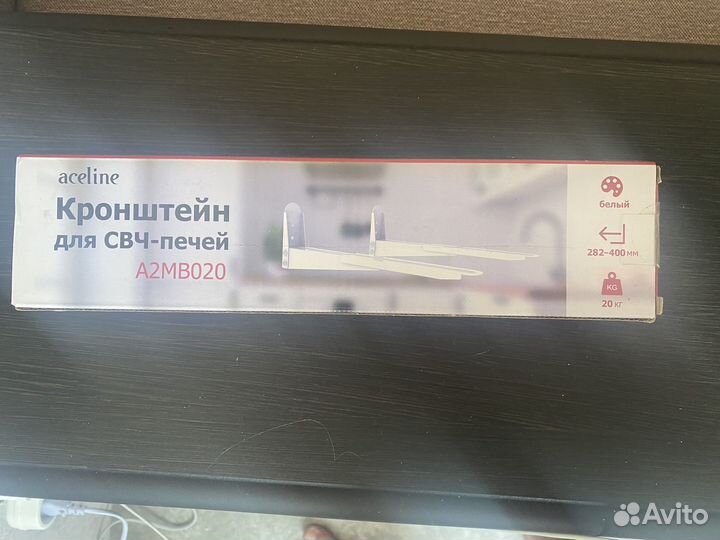 aceline
Кронштейн
для СВЧ-печей
A2MB020
белый
282-400 мм
KG
20 кг
Avito